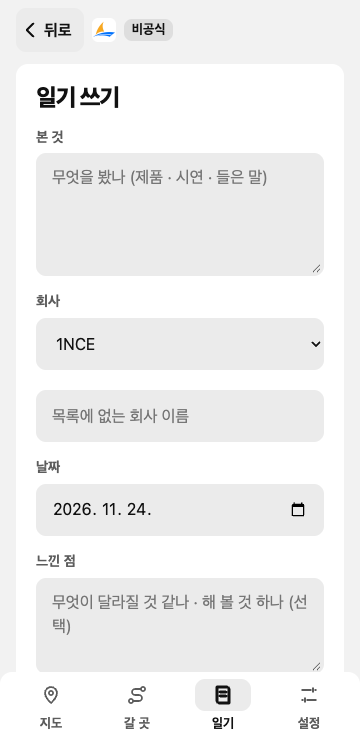 뒤로
비공식
일기 쓰기
본 것
무엇을 봤나 (제품 · 시연 · 들은 말)
회사
1NCE
목록에 없는 회사 이름
날짜
2026. 11. 24.
느낀 점
무엇이 달라질 것 같나 · 해 볼 것 하나 (선
택)
지도
갈 곳
일기
설정